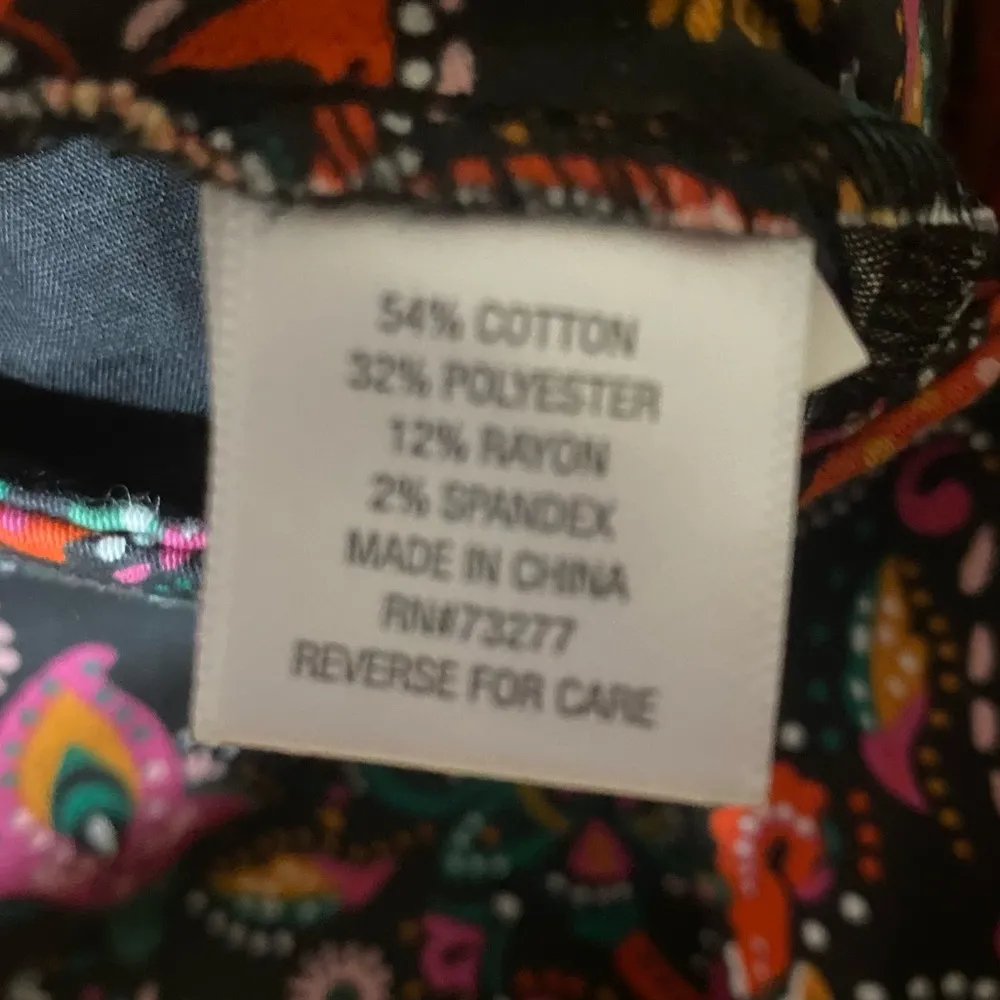 54% COTTON
32% POLYESTER
12% RAYON
2% SPANDEX
MADE IN CHINA
RN#73277
REVERSE FOR CARE